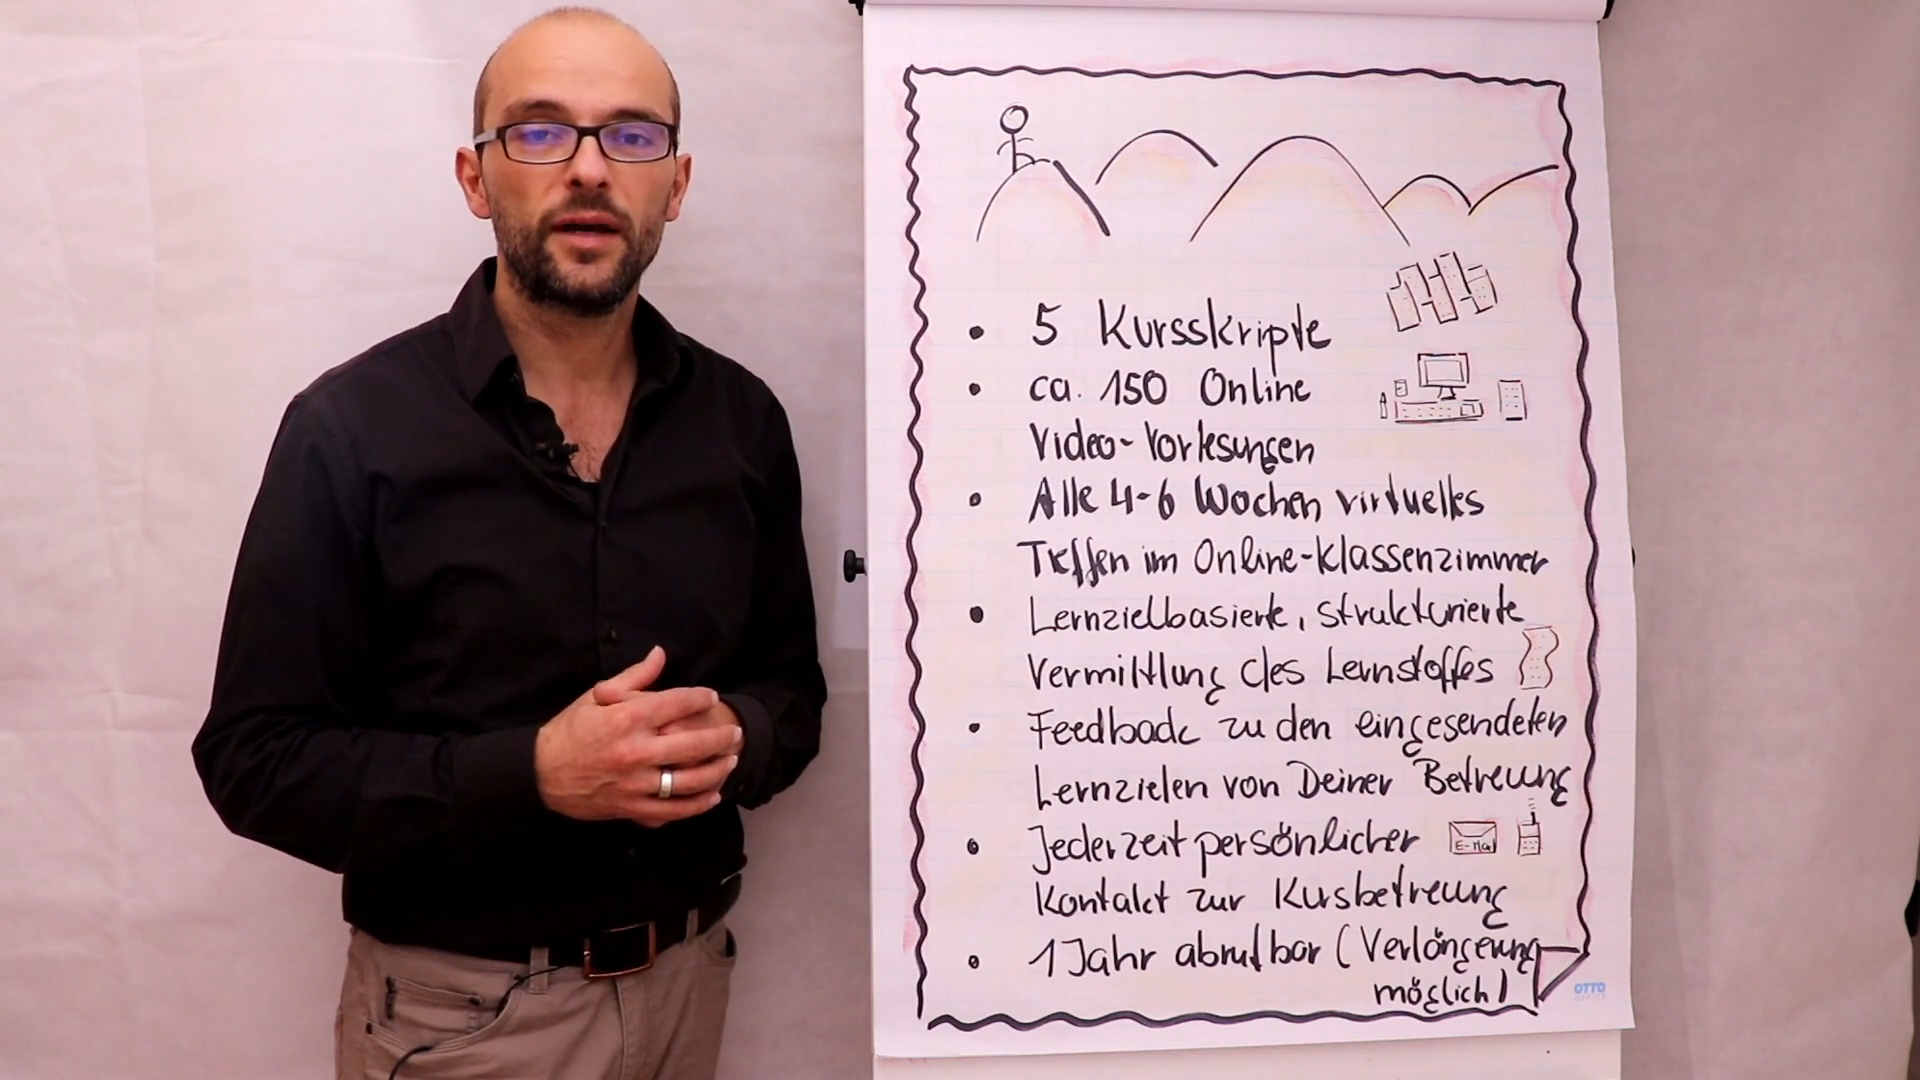 • 5 Kursskripte
• ca. 150 Online
Video-Vorlesungen
• Alle 4-6 Wochen virtuelles
Treffen im Online-Klassenzimmer
• Lernzielbasierte, strukturierte
Vermittlung des Lernstoffes
• Feedback zu den eingesendeten
Lernzielen von Deiner Betreuung
• Jederzeit persönlicher
E-Mail
Kontakt zur Kursbetreuung
• 1 Jahr abrufbar (Verlängerung
möglich)
OTTO
OFFICE